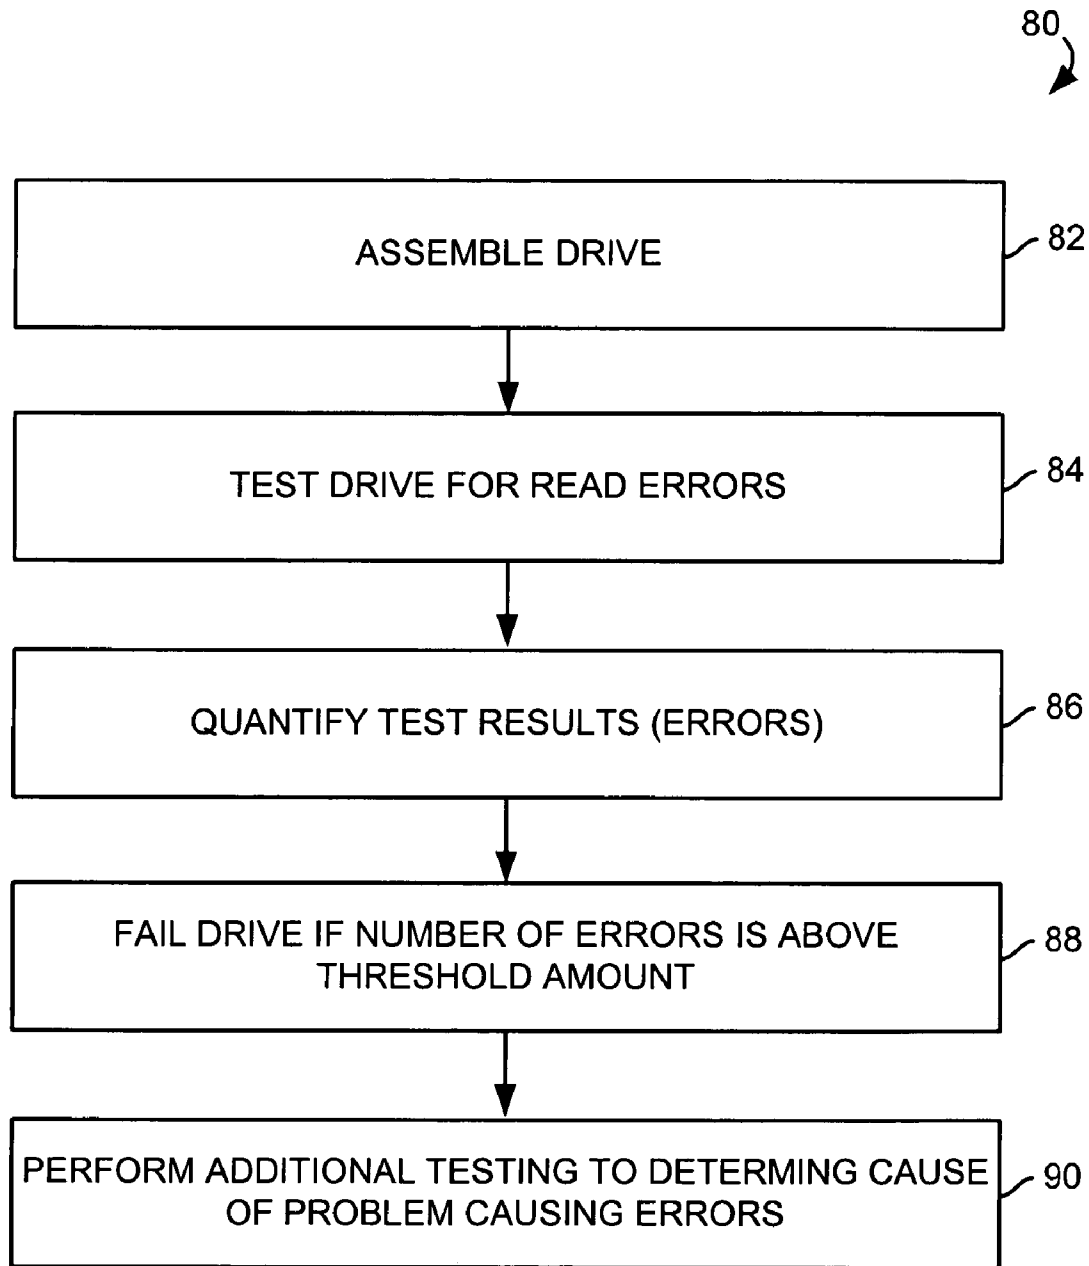 80
ASSEMBLE DRIVE
82
TEST DRIVE FOR READ ERRORS
84
QUANTIFY TEST RESULTS (ERRORS)
86
FAIL DRIVE IF NUMBER OF ERRORS IS ABOVE
THRESHOLD AMOUNT
88
PERFORM ADDITIONAL TESTING TO DETERMING CAUSE
OF PROBLEM CAUSING ERRORS
90